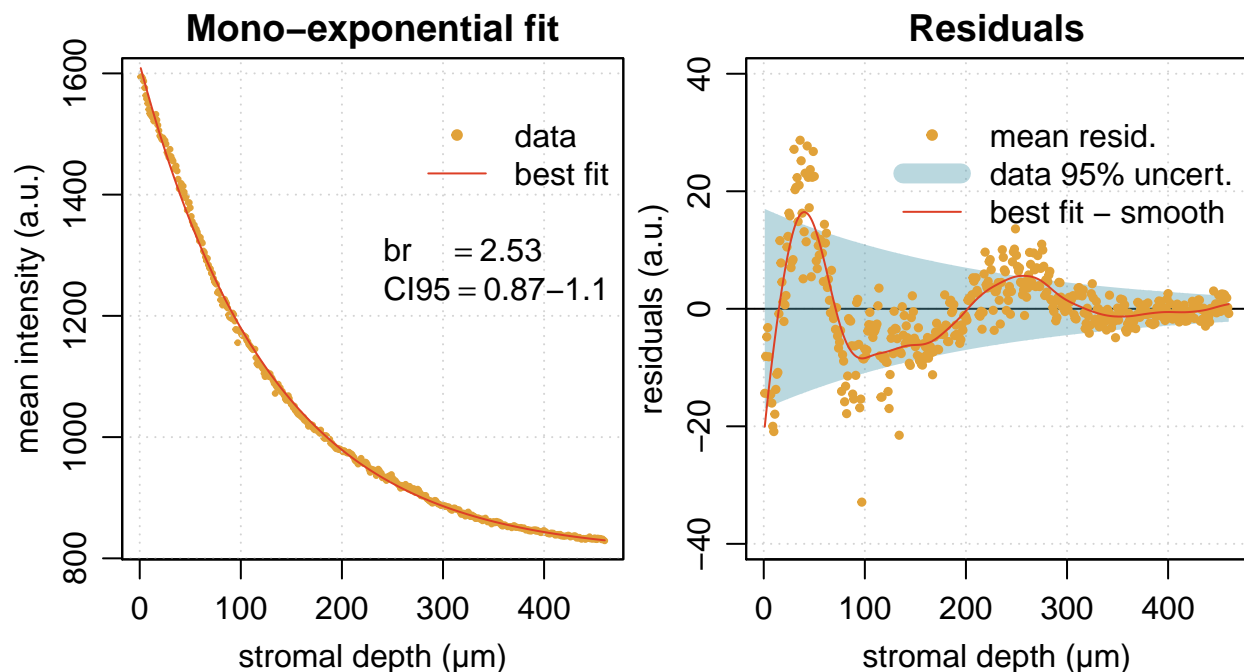 Mono−exponential fit
mean intensity (a.u.)
1600
1400
1200
1000
800
data
best fit
br = 2.53
CI95 = 0.87−1.1
0 100 200 300 400
stromal depth (µm)
Residuals
residuals (a.u.)
40
20
0
−20
−40
mean resid.
data 95% uncert.
best fit − smooth
0 100 200 300 400
stromal depth (µm)